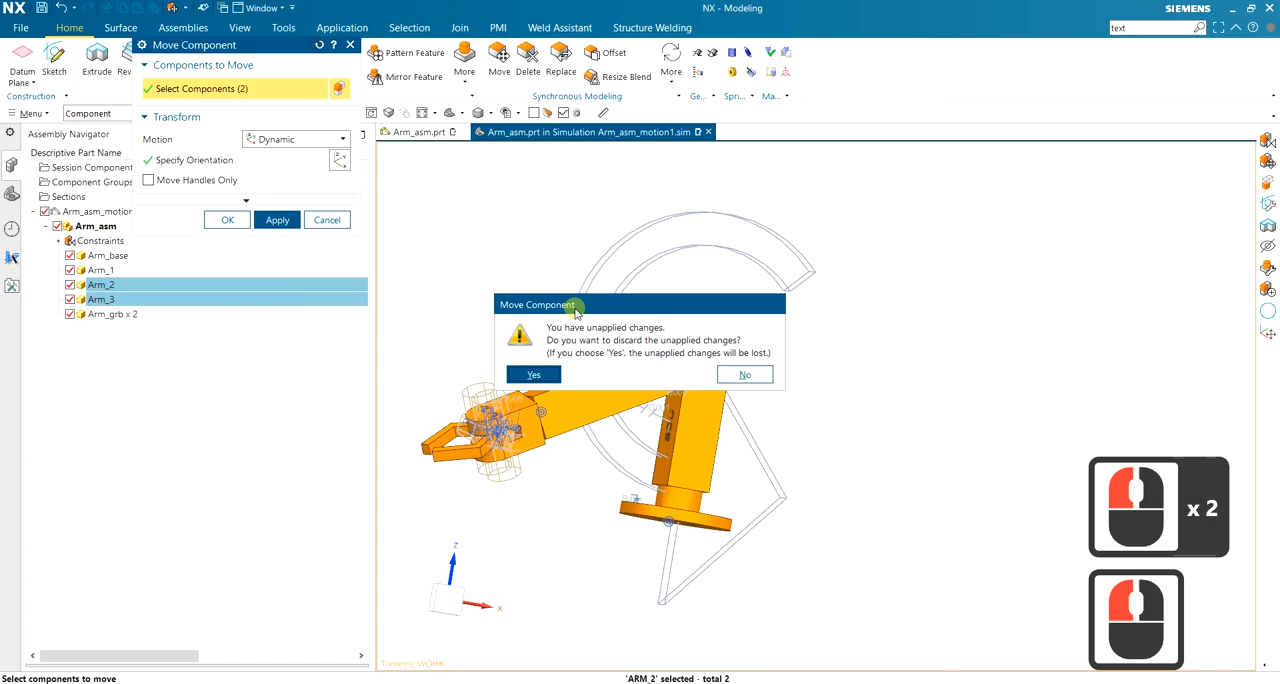 NX
Window
NX - Modeling
SIEMENS
File
Home
Surface
Assemblies
View
Tools
Application
Selection
Join
PMI
Weld Assistant
Structure Welding
text
Datum
Plane
Sketch
Extrude
Rev
Construction
Pattern Feature
Mirror Feature
More
Move
Delete
Replace
Offset
Resize Blend
More
Synchronous Modeling
Ge...
Spri...
Ma...
Menu
Component
Move Component
Components to Move
Select Components (2)
Transform
Motion
Dynamic
Specify Orientation
Move Handles Only
OK
Apply
Cancel
Assembly Navigator
Descriptive Part Name
Session Component
Component Groups
Sections
Arm_asm_motion
Arm_asm
Constraints
Arm_base
Arm_1
Arm_2
Arm_3
Arm_grb x 2
Arm_asm.prt
Arm_asm.prt in Simulation Arm_asm_motion1.sim
Move Component
You have unapplied changes.
Do you want to discard the unapplied changes?
(If you choose 'Yes', the unapplied changes will be lost.)
Yes
No
Z
X
Trimetric WORK
x 2
Select components to move
'ARM_2' selected - total 2